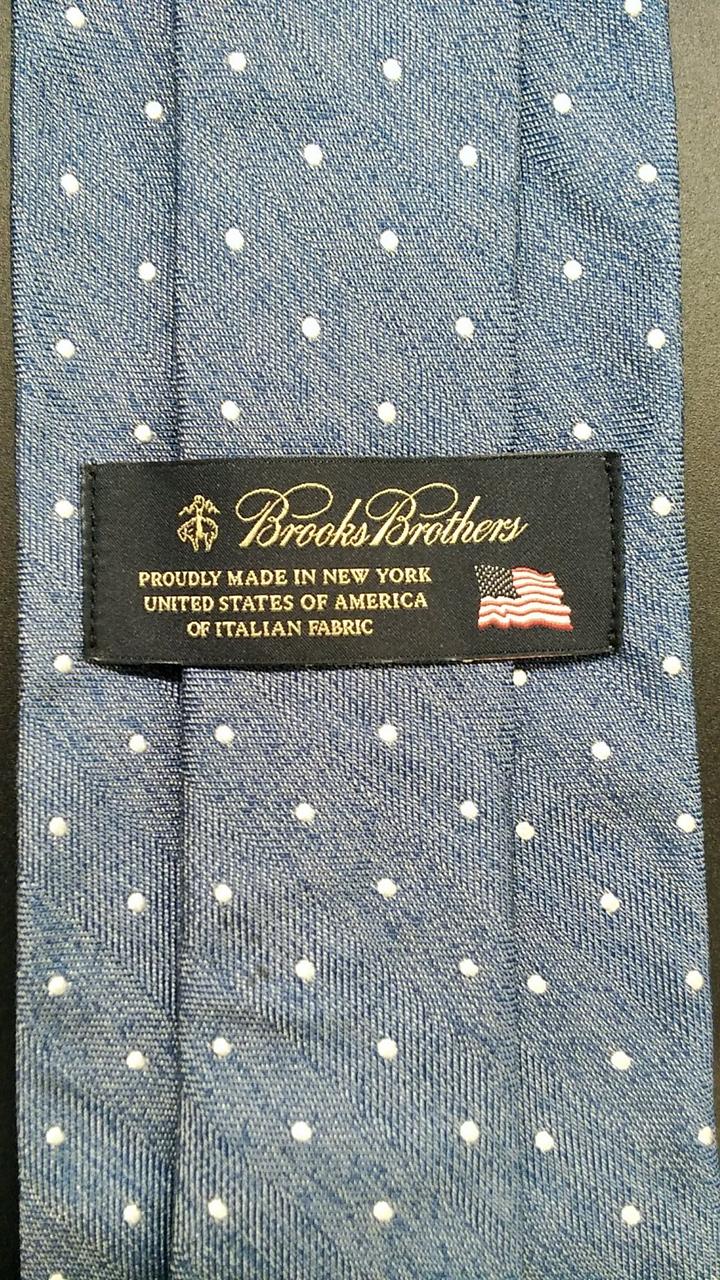 Brooks Brothers
PROUDLY MADE IN NEW YORK
UNITED STATES OF AMERICA
OF ITALIAN FABRIC